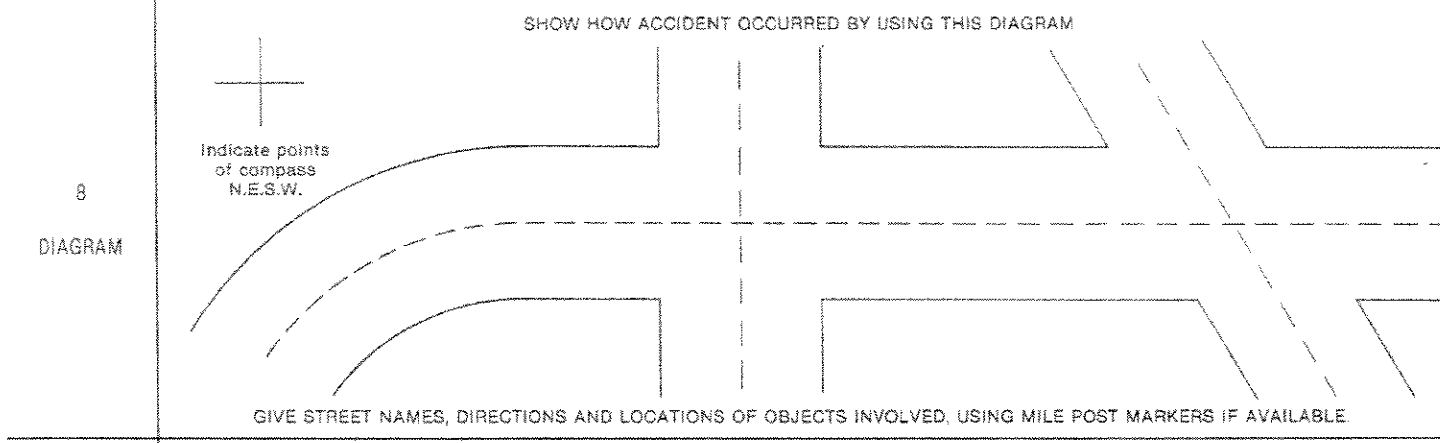 SHOW HOW ACCIDENT OCCURRED BY USING THIS DIAGRAM
Indicate points
of compass
N.E.S.W.
8
DIAGRAM
GIVE STREET NAMES, DIRECTIONS AND LOCATIONS OF OBJECTS INVOLVED, USING MILE POST MARKERS IF AVAILABLE.